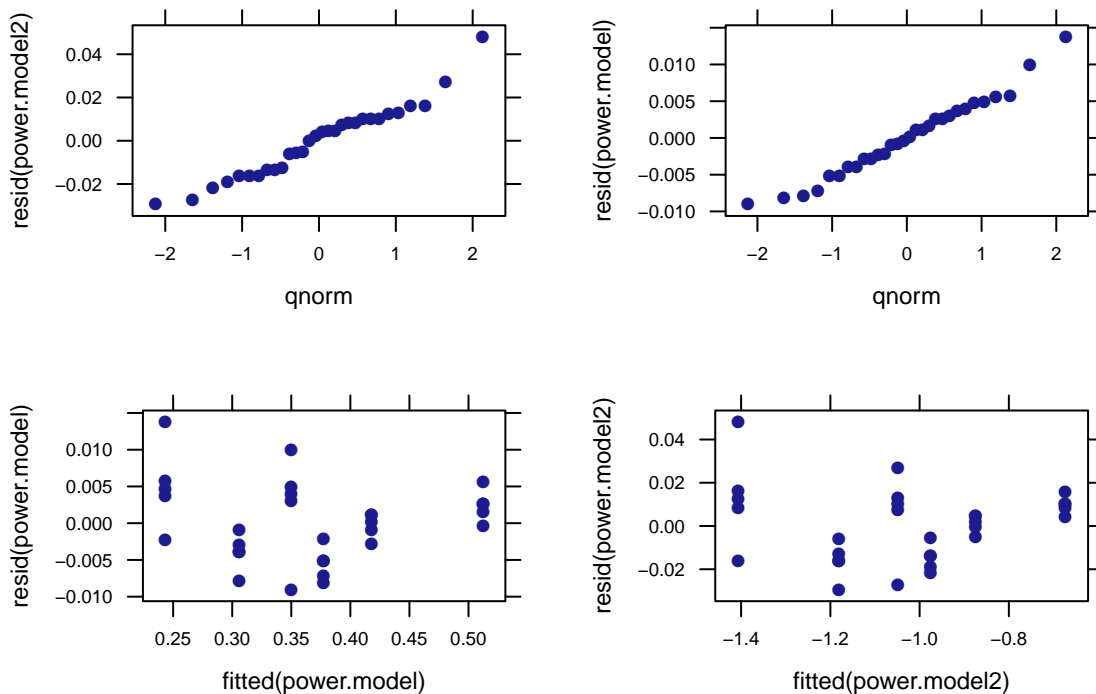 resid(power.model2)
0.04
0.02
0.00
−0.02
−2 −1 0 1 2
qnorm
resid(power.model)
0.010
0.005
0.000
−0.005
−0.010
−2 −1 0 1 2
qnorm
resid(power.model)
0.010
0.005
0.000
−0.005
−0.010
0.25 0.30 0.35 0.40 0.45 0.50
fitted(power.model)
resid(power.model2)
0.04
0.02
0.00
−0.02
−1.4 −1.2 −1.0 −0.8
fitted(power.model2)